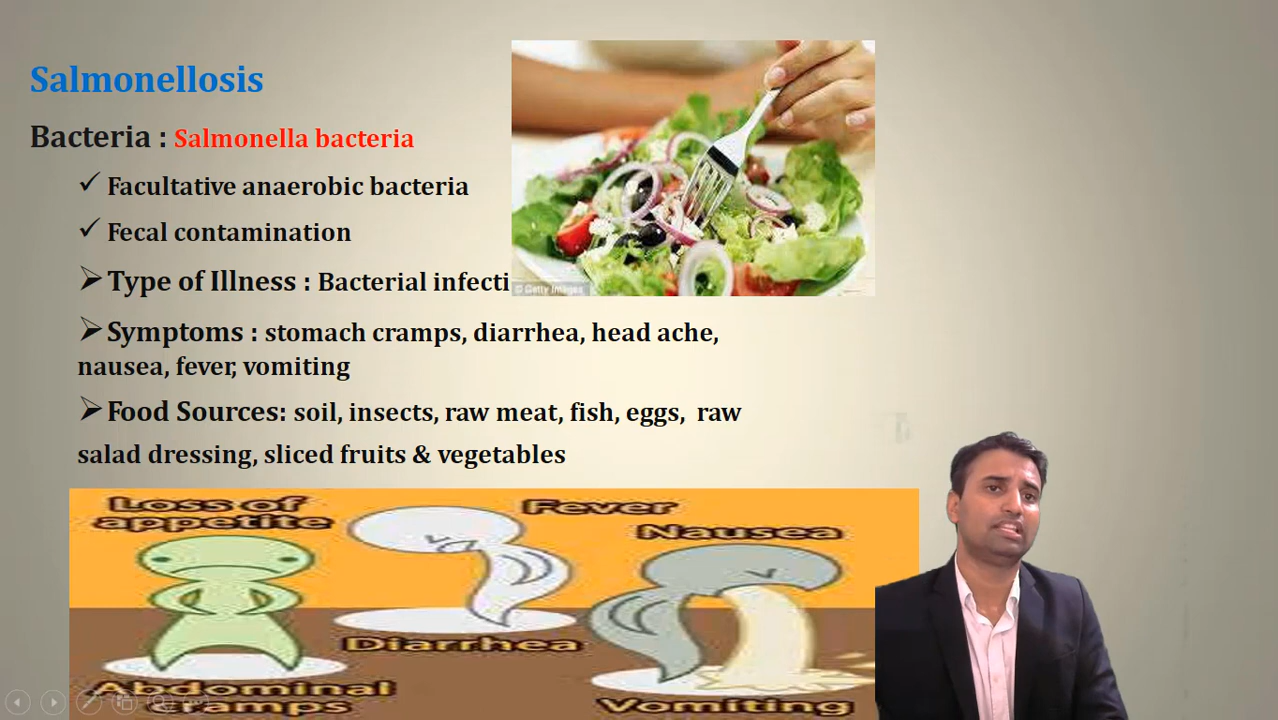 Salmonellosis
Bacteria : Salmonella bacteria
✓ Facultative anaerobic bacteria
✓ Fecal contamination
➢Type of Illness : Bacterial infecti
© Getty Images
➢Symptoms : stomach cramps, diarrhea, head ache,
nausea, fever, vomiting
➢Food Sources: soil, insects, raw meat, fish, eggs, raw
salad dressing, sliced fruits & vegetables
Loss of
appetite
Fever
Nausea
Diarrhea
Abdominal
cramps
Vomiting